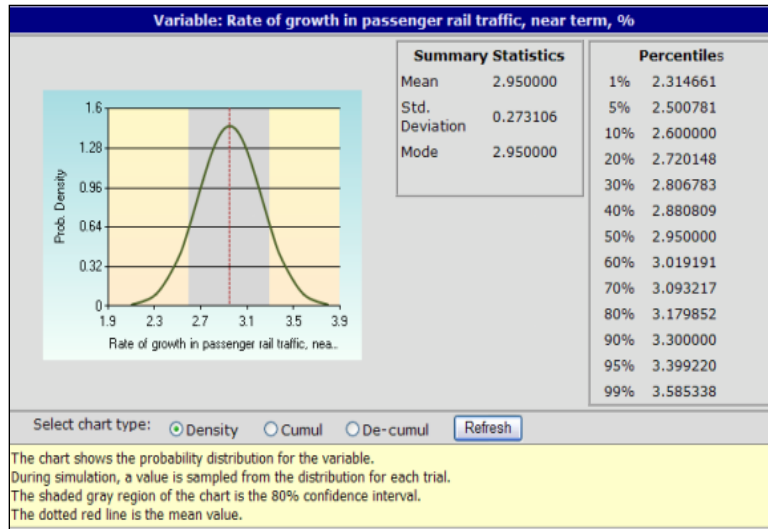 Variable: Rate of growth in passenger rail traffic, near term, %
1.6
1.28
0.96
0.64
0.32
0
Prob. Density
1.9 2.3 2.7 3.1 3.5 3.9
Rate of growth in passenger rail traffic, nea..
Summary Statistics
Mean 2.950000
Std.
Deviation 0.273106
Mode 2.950000
Percentiles
1% 2.314661
5% 2.500781
10% 2.600000
20% 2.720148
30% 2.806783
40% 2.880809
50% 2.950000
60% 3.019191
70% 3.093217
80% 3.179852
90% 3.300000
95% 3.399220
99% 3.585338
Select chart type: Density Cumul De-cumul Refresh
The chart shows the probability distribution for the variable.
During simulation, a value is sampled from the distribution for each trial.
The shaded gray region of the chart is the 80% confidence interval.
The dotted red line is the mean value.